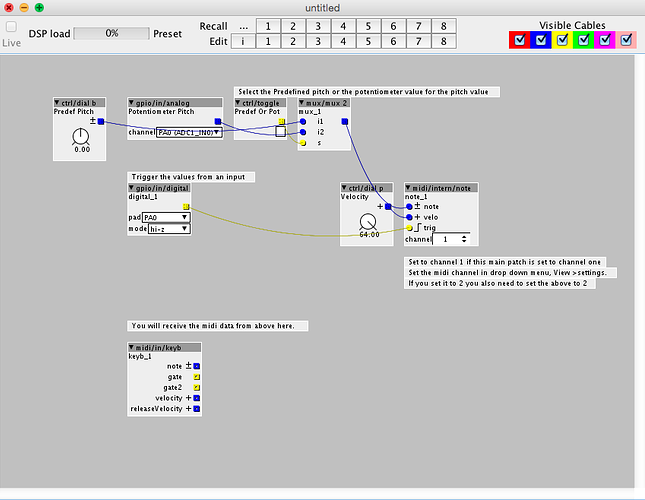 untitled
Live
DSP load 0% Preset
Recall ... 1 2 3 4 5 6 7 8
Edit i 1 2 3 4 5 6 7 8
Visible Cables
Select the Predefined pitch or the potentiometer value for the pitch value
ctrl/dial b
Predef Pitch
±
0.00
gpio/in/analog
Potentiometer Pitch
channel PA0 (ADC1_IN0)
ctrl/toggle
Predef Or Pot
mux/mux 2
mux_1
i1
i2
s
Trigger the values from an input
gpio/in/digital
digital_1
pad PA0
mode hi-z
ctrl/dial p
Velocity
+
64.00
midi/intern/note
note_1
± note
+ velo
trig
channel 1
Set to channel 1 if this main patch is set to channel one
Set the midi channel in drop down menu, View >settings.
If you set it to 2 you also need to set the above to 2
You will receive the midi data from above here.
midi/in/keyb
keyb_1
note ±
gate
gate2
velocity +
releaseVelocity +